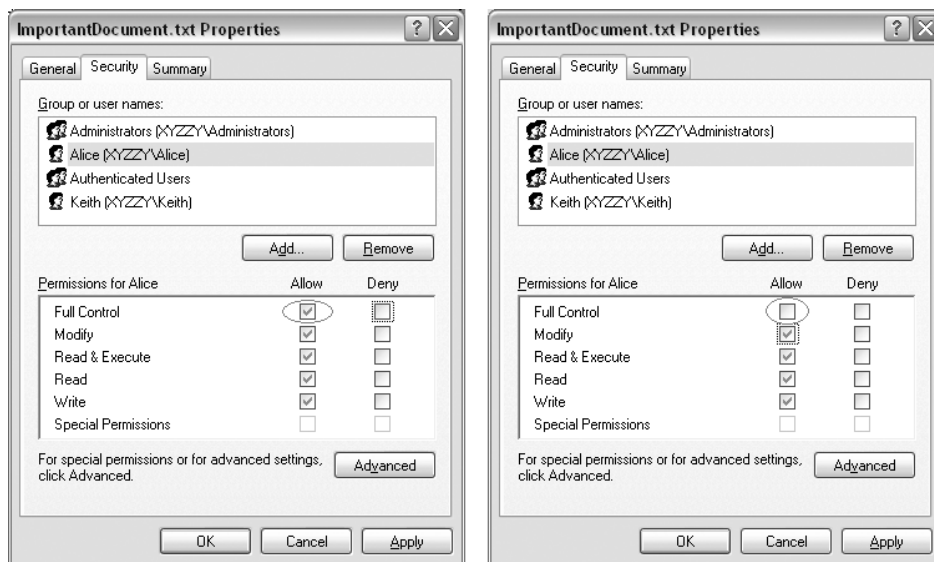 ImportantDocument.txt Properties
General Security Summary
Group or user names:
Administrators (XYZZY\Administrators)
Alice (XYZZY\Alice)
Authenticated Users
Keith (XYZZY\Keith)
Add... Remove
Permissions for Alice Allow Deny
Full Control
Modify
Read & Execute
Read
Write
Special Permissions
For special permissions or for advanced settings,
click Advanced.
Advanced
OK Cancel Apply
ImportantDocument.txt Properties
General Security Summary
Group or user names:
Administrators (XYZZY\Administrators)
Alice (XYZZY\Alice)
Authenticated Users
Keith (XYZZY\Keith)
Add... Remove
Permissions for Alice Allow Deny
Full Control
Modify
Read & Execute
Read
Write
Special Permissions
For special permissions or for advanced settings,
click Advanced.
Advanced
OK Cancel Apply